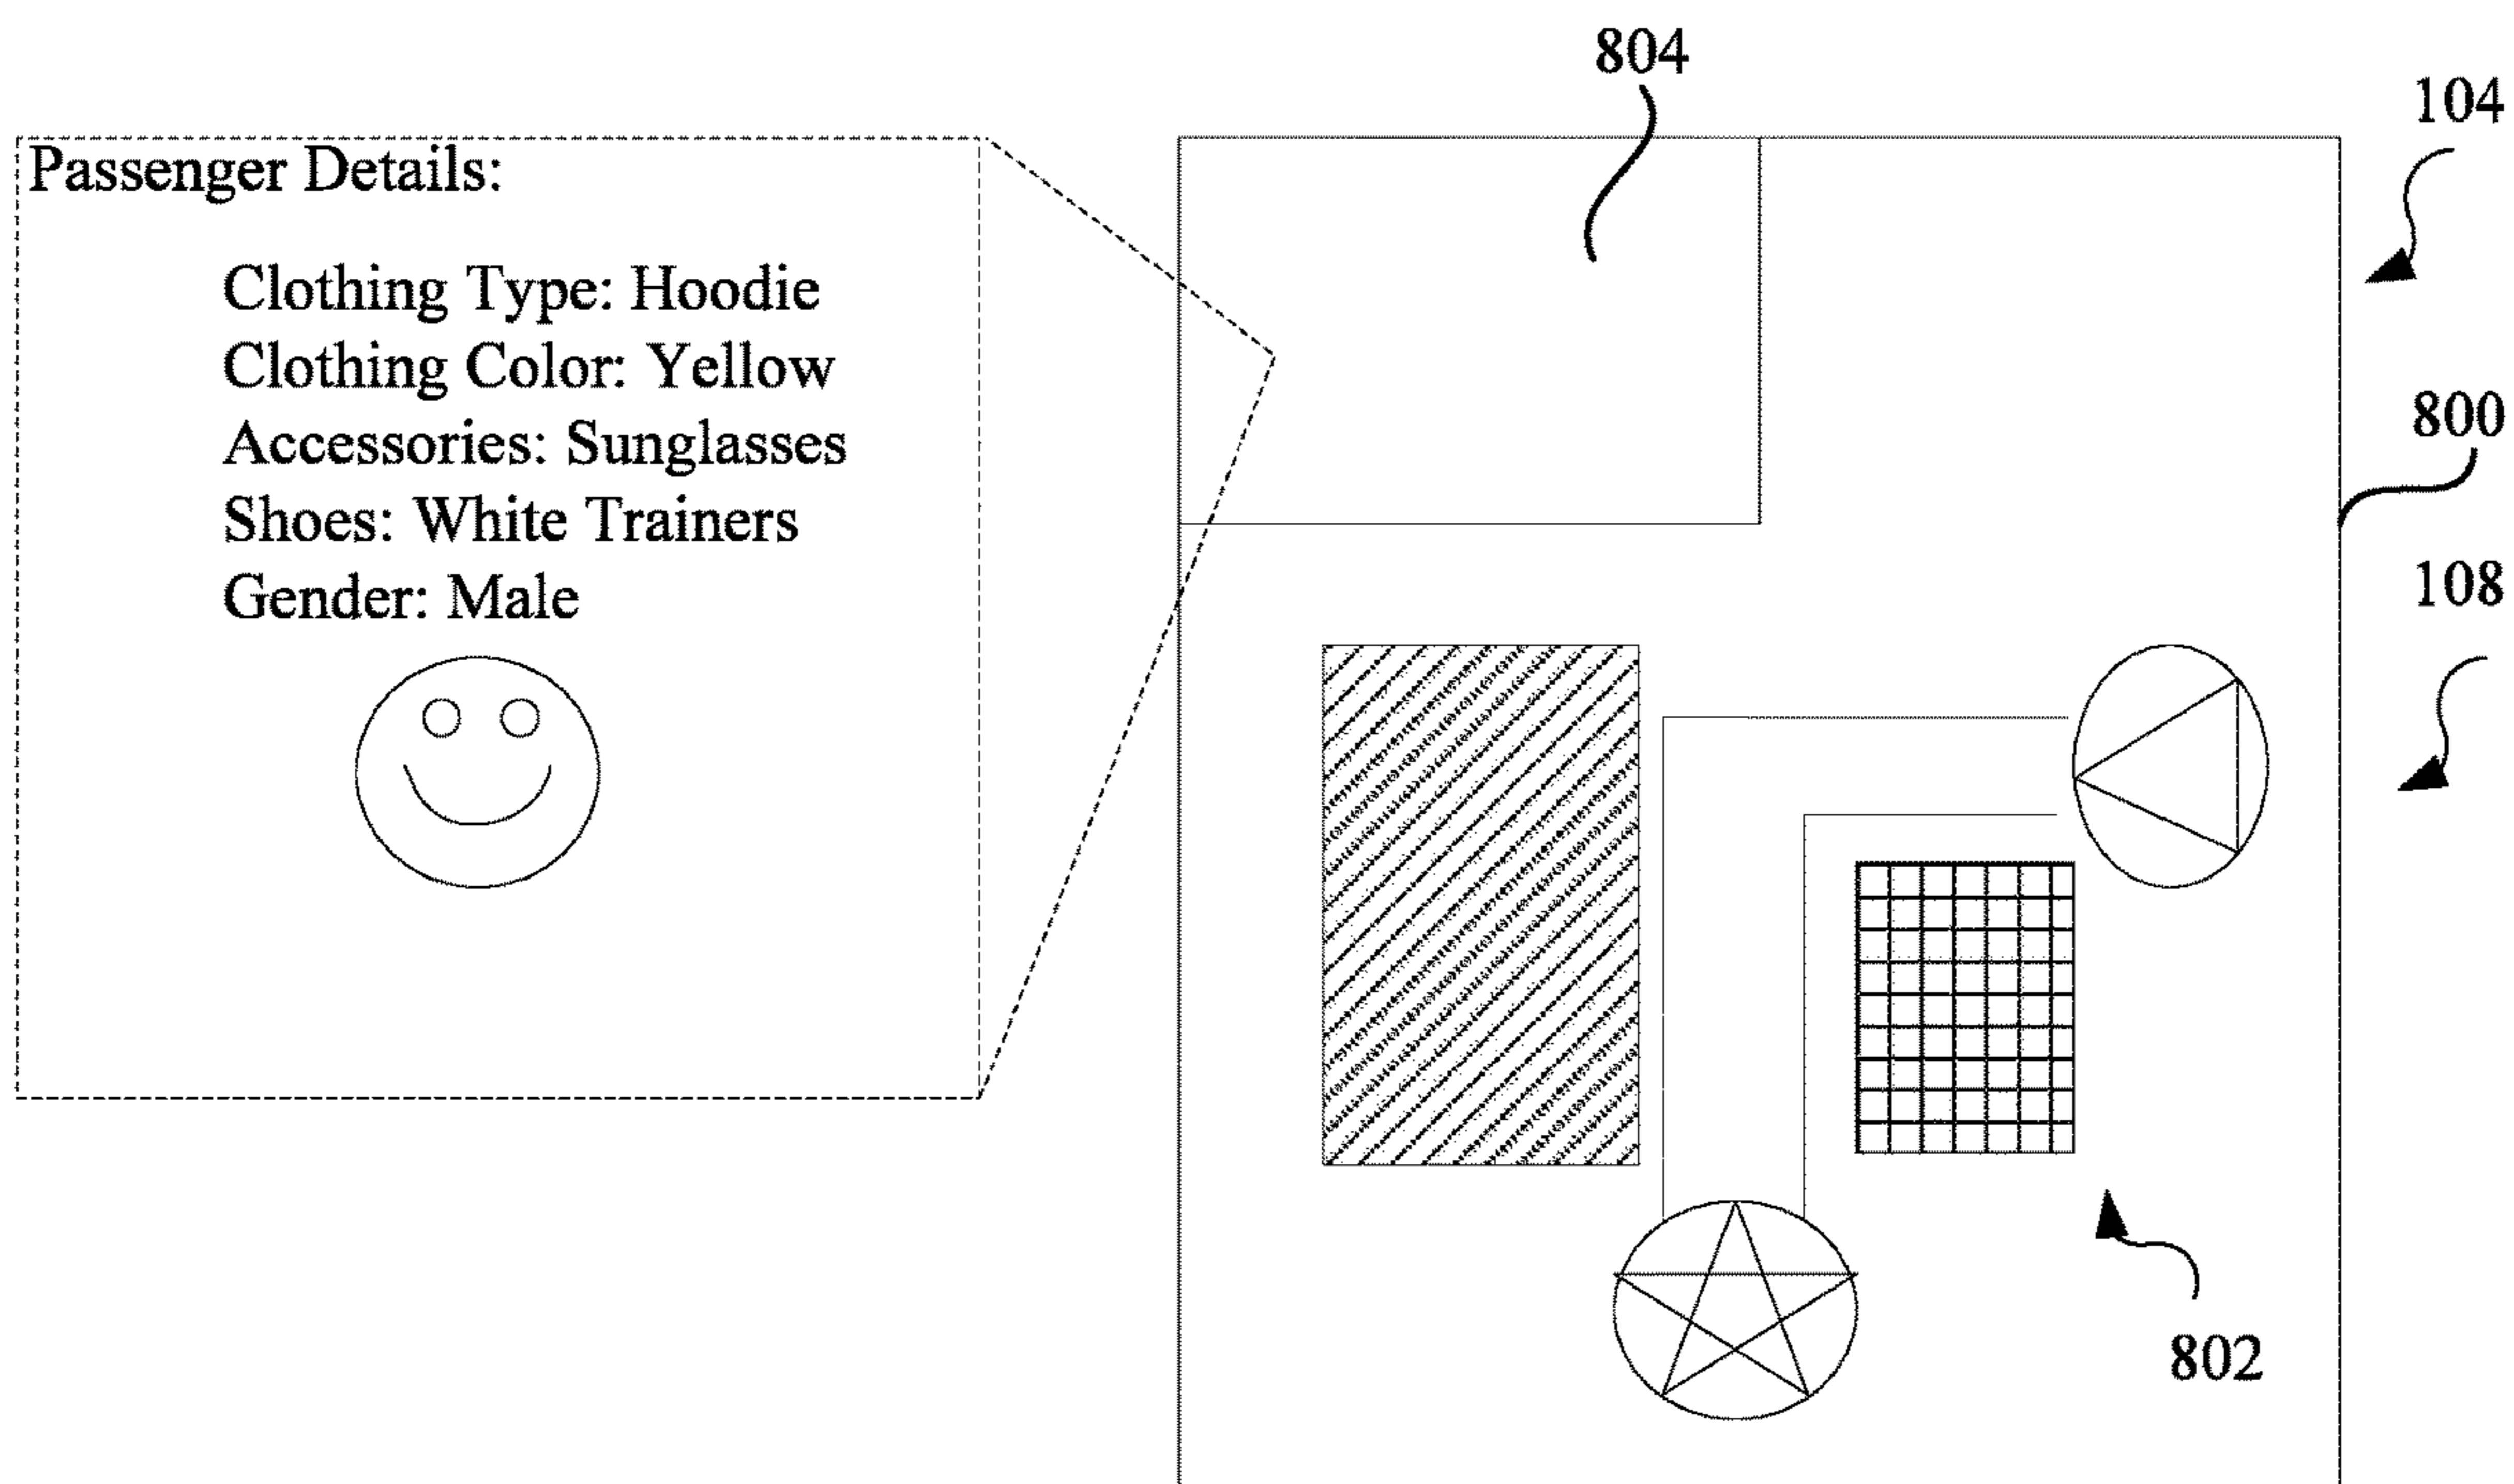 804
104
Passenger Details:
Clothing Type: Hoodie
Clothing Color: Yellow
Accessories: Sunglasses
Shoes: White Trainers
Gender: Male
800
108
802